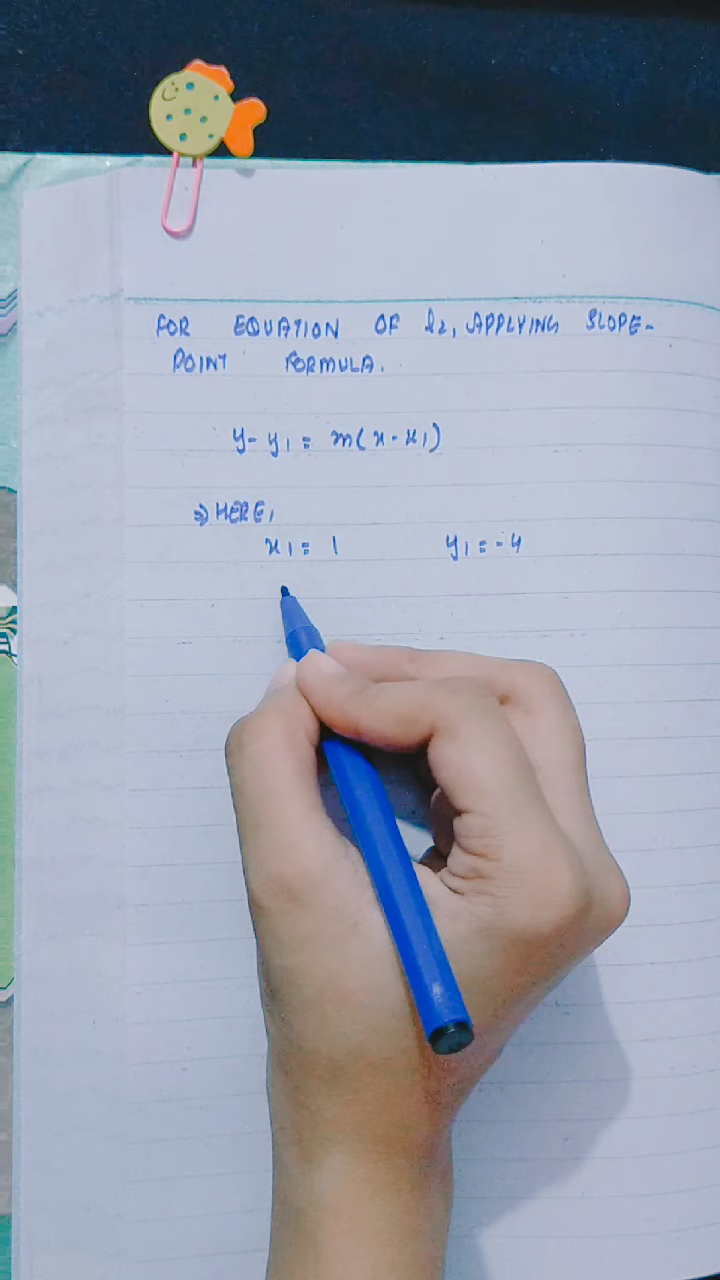 FOR EQUATION OF l2, APPLYING SLOPE-
POINT FORMULA.
y - y1 = m(x - x1)
⇒ HERE,
x1 = 1 y1 = -4